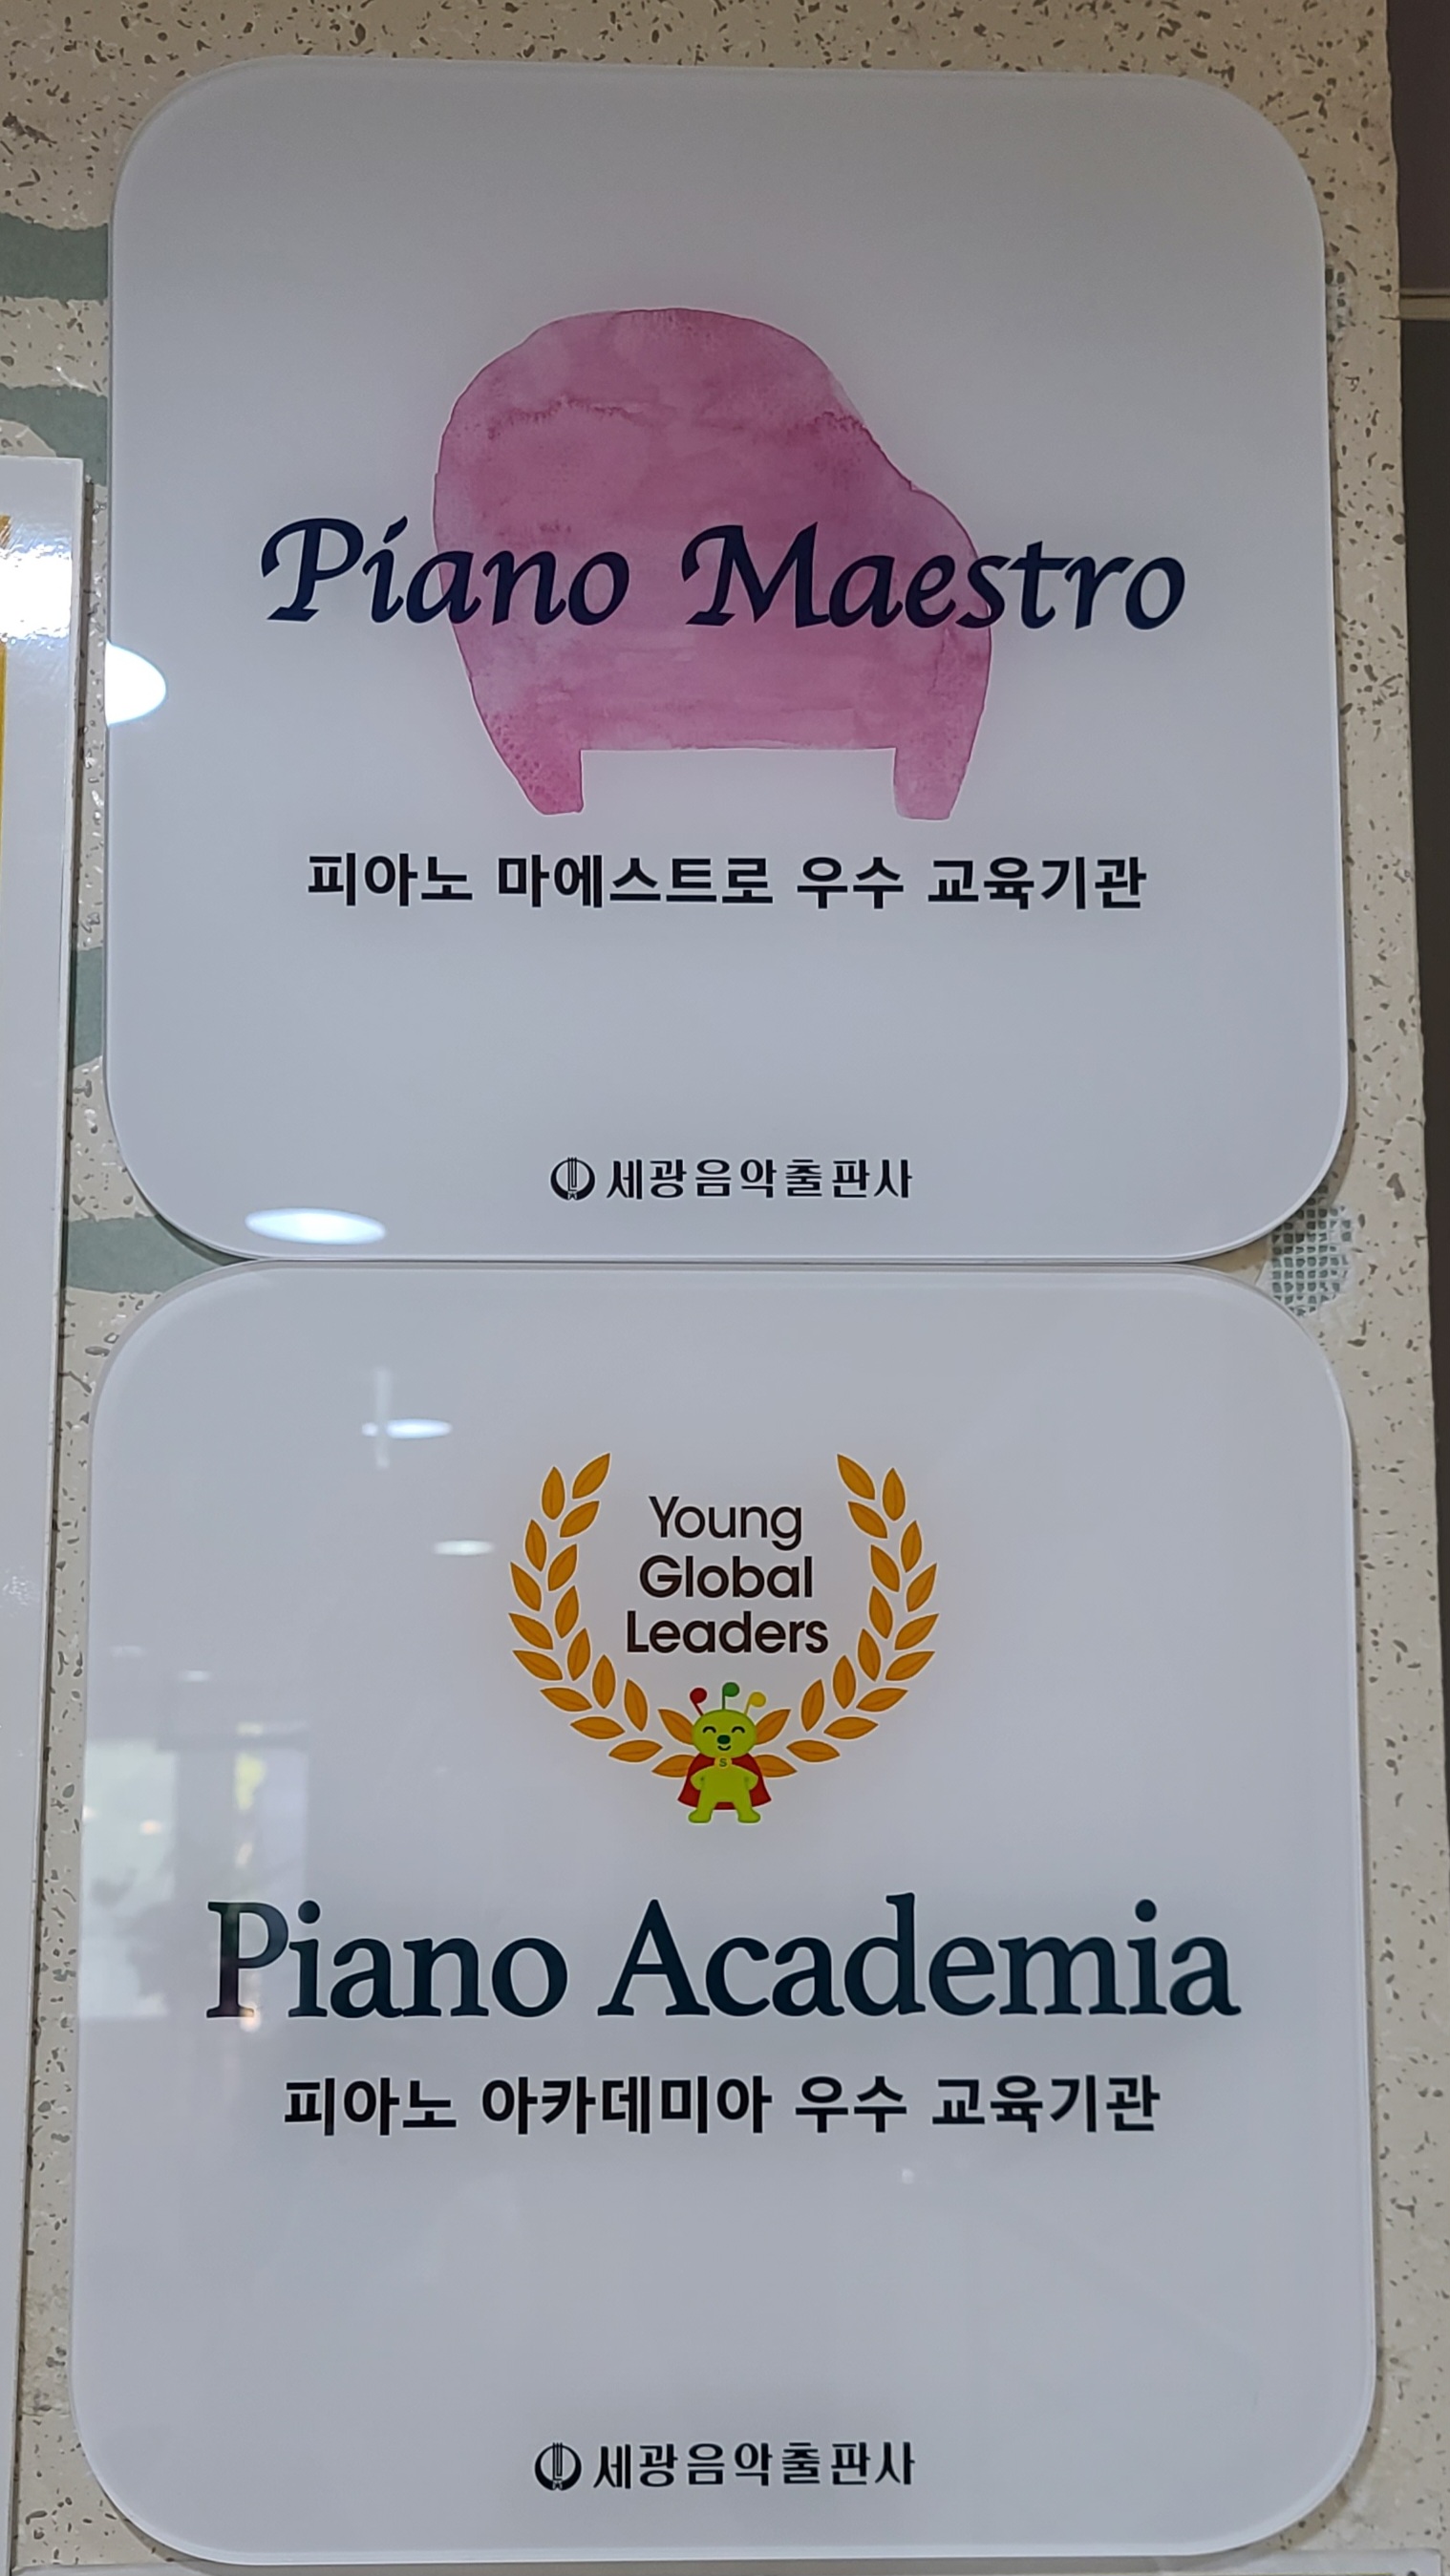 Piano Maestro
피아노 마에스트로 우수 교육기관
세광음악출판사
Young
Global
Leaders
S
Piano Academia
피아노 아카데미아 우수 교육기관
세광음악출판사